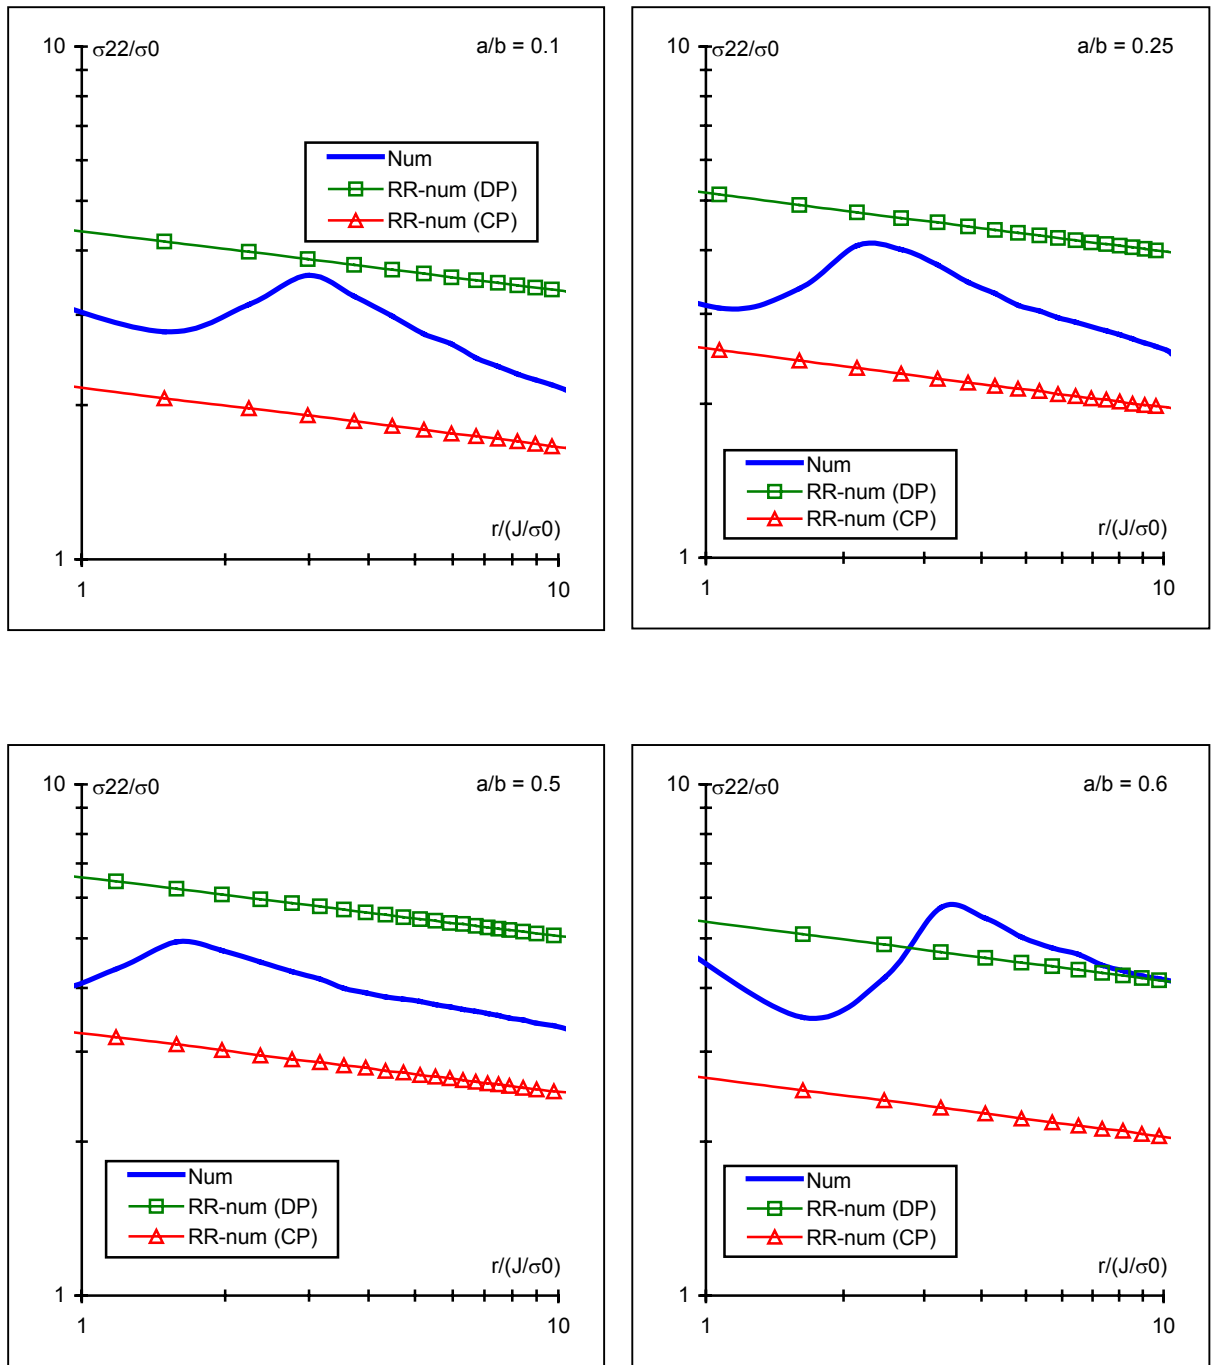 10 σ22/σ0 a/b = 0.1
Num
RR-num (DP)
RR-num (CP)
r/(J/σ0)
1
1 10
10 σ22/σ0 a/b = 0.25
Num
RR-num (DP)
RR-num (CP)
r/(J/σ0)
1
1 10
10 σ22/σ0 a/b = 0.5
Num
RR-num (DP)
RR-num (CP)
r/(J/σ0)
1
1 10
10 σ22/σ0 a/b = 0.6
Num
RR-num (DP)
RR-num (CP)
r/(J/σ0)
1
1 10